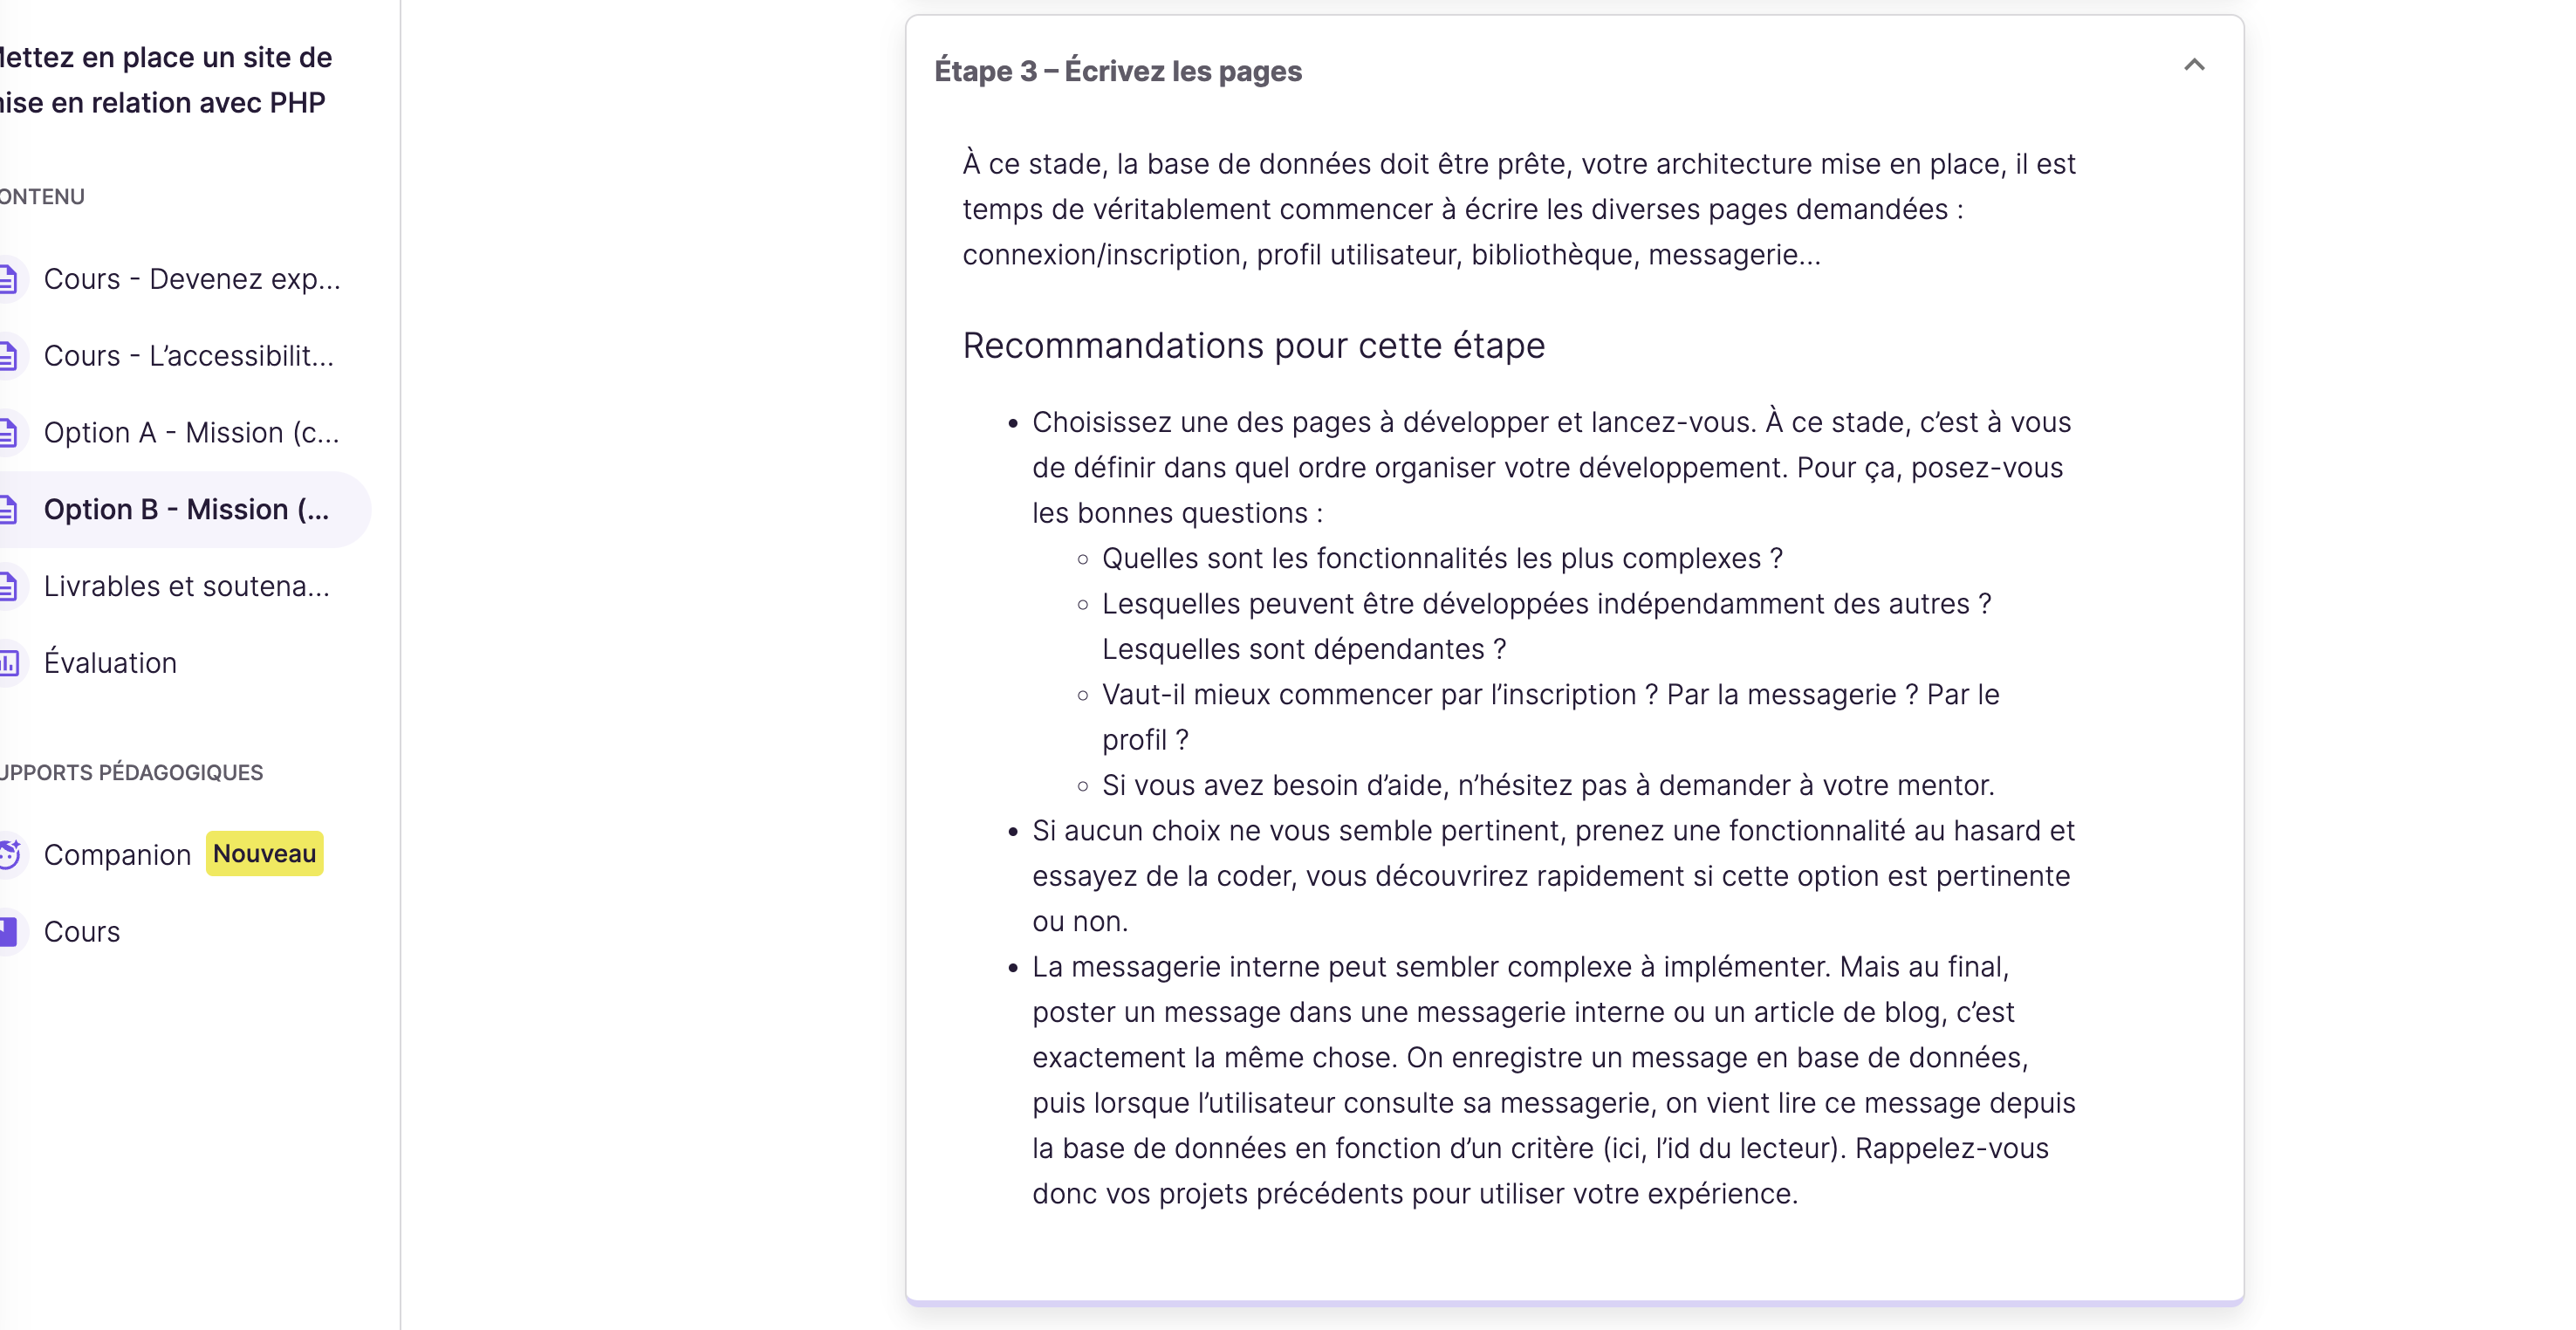 ettez en place un site de
ise en relation avec PHP
ONTENU
Cours - Devenez exp...
Cours - L’accessibilit...
Option A - Mission (c...
Option B - Mission (...
Livrables et soutena...
Évaluation
UPPORTS PÉDAGOGIQUES
Companion Nouveau
Cours
Étape 3 – Écrivez les pages
À ce stade, la base de données doit être prête, votre architecture mise en place, il est
temps de véritablement commencer à écrire les diverses pages demandées :
connexion/inscription, profil utilisateur, bibliothèque, messagerie…
Recommandations pour cette étape
• Choisissez une des pages à développer et lancez-vous. À ce stade, c’est à vous
de définir dans quel ordre organiser votre développement. Pour ça, posez-vous
les bonnes questions :
◦ Quelles sont les fonctionnalités les plus complexes ?
◦ Lesquelles peuvent être développées indépendamment des autres ?
Lesquelles sont dépendantes ?
◦ Vaut-il mieux commencer par l’inscription ? Par la messagerie ? Par le
profil ?
◦ Si vous avez besoin d’aide, n’hésitez pas à demander à votre mentor.
• Si aucun choix ne vous semble pertinent, prenez une fonctionnalité au hasard et
essayez de la coder, vous découvrirez rapidement si cette option est pertinente
ou non.
• La messagerie interne peut sembler complexe à implémenter. Mais au final,
poster un message dans une messagerie interne ou un article de blog, c’est
exactement la même chose. On enregistre un message en base de données,
puis lorsque l’utilisateur consulte sa messagerie, on vient lire ce message depuis
la base de données en fonction d’un critère (ici, l’id du lecteur). Rappelez-vous
donc vos projets précédents pour utiliser votre expérience.